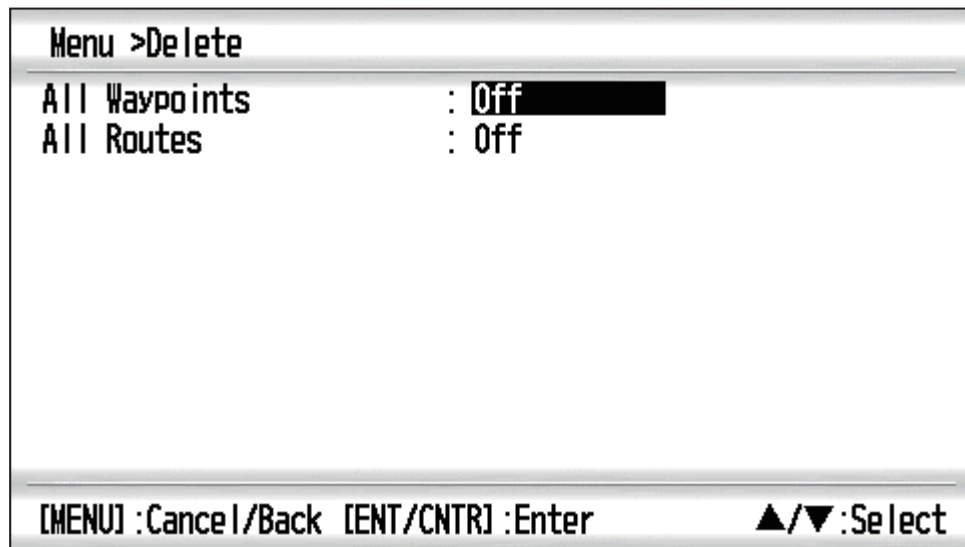 Menu >Delete
All Waypoints : Off
All Routes : Off
[MENU]:Cancel/Back [ENT/CNTR]:Enter ▲/▼:Select